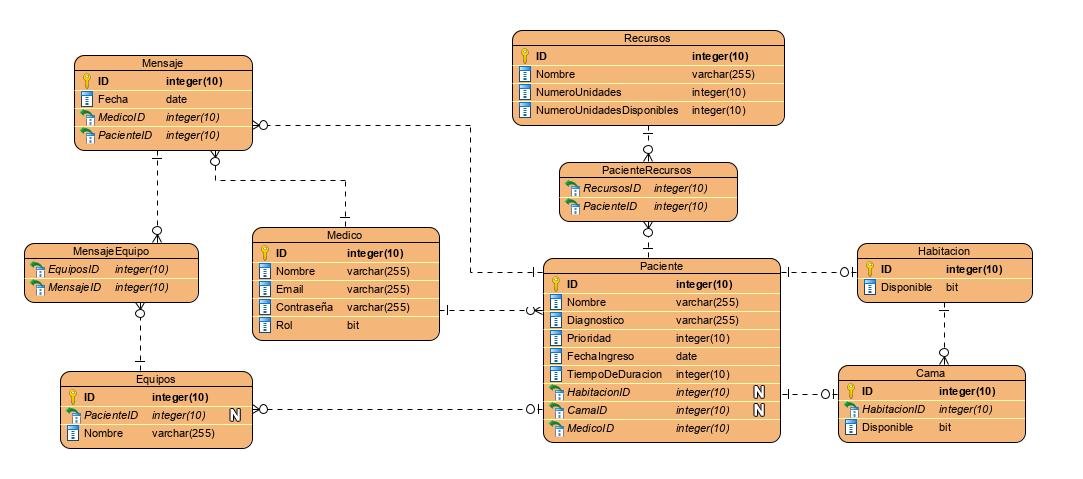 Recursos
ID integer(10)
Nombre varchar(255)
NumeroUnidades integer(10)
NumeroUnidadesDisponibles integer(10)
Mensaje
ID integer(10)
Fecha date
MedicoID integer(10)
PacienteID integer(10)
PacienteRecursos
RecursosID integer(10)
PacienteID integer(10)
Medico
ID integer(10)
Nombre varchar(255)
Email varchar(255)
Contraseña varchar(255)
Rol bit
MensajeEquipo
EquiposID integer(10)
MensajeID integer(10)
Paciente
ID integer(10)
Nombre varchar(255)
Diagnostico varchar(255)
Prioridad integer(10)
FechaIngreso date
TiempoDeDuracion integer(10)
HabitacionID integer(10) N
CamaID integer(10) N
MedicoID integer(10)
Habitacion
ID integer(10)
Disponible bit
Equipos
ID integer(10)
PacienteID integer(10) N
Nombre varchar(255)
Cama
ID integer(10)
HabitacionID integer(10)
Disponible bit